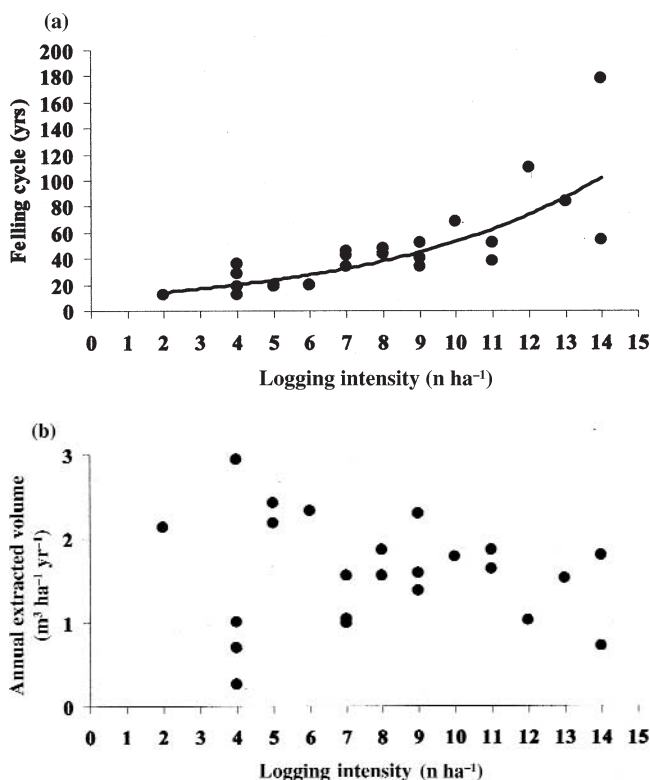 (a)
200
180
160
140
120
100
80
60
40
20
0
Felling cycle (yrs)
0 1 2 3 4 5 6 7 8 9 10 11 12 13 14 15
Logging intensity (n ha⁻¹)
(b)
3
2
1
0
Annual extracted volume
(m³ ha⁻¹ yr⁻¹)
0 1 2 3 4 5 6 7 8 9 10 11 12 13 14 15
Logging intensity (n ha⁻¹)